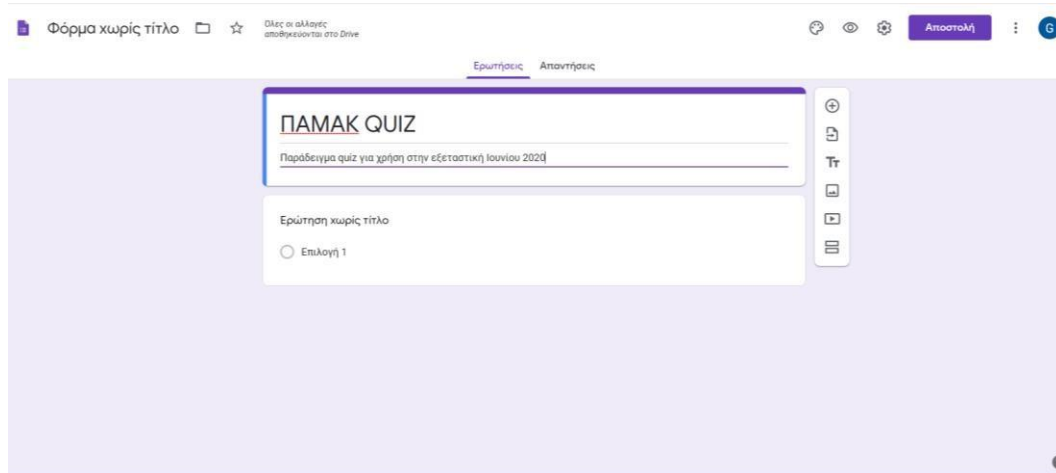 Φόρμα χωρίς τίτλο
Όλες οι αλλαγές
αποθηκεύονται στο Drive
Αποστολή
G
Ερωτήσεις Απαντήσεις
ΠΑΜΑΚ QUIZ
Παράδειγμα quiz για χρήση στην εξεταστική Ιουνίου 2020
Ερώτηση χωρίς τίτλο
Επιλογή 1
Tт